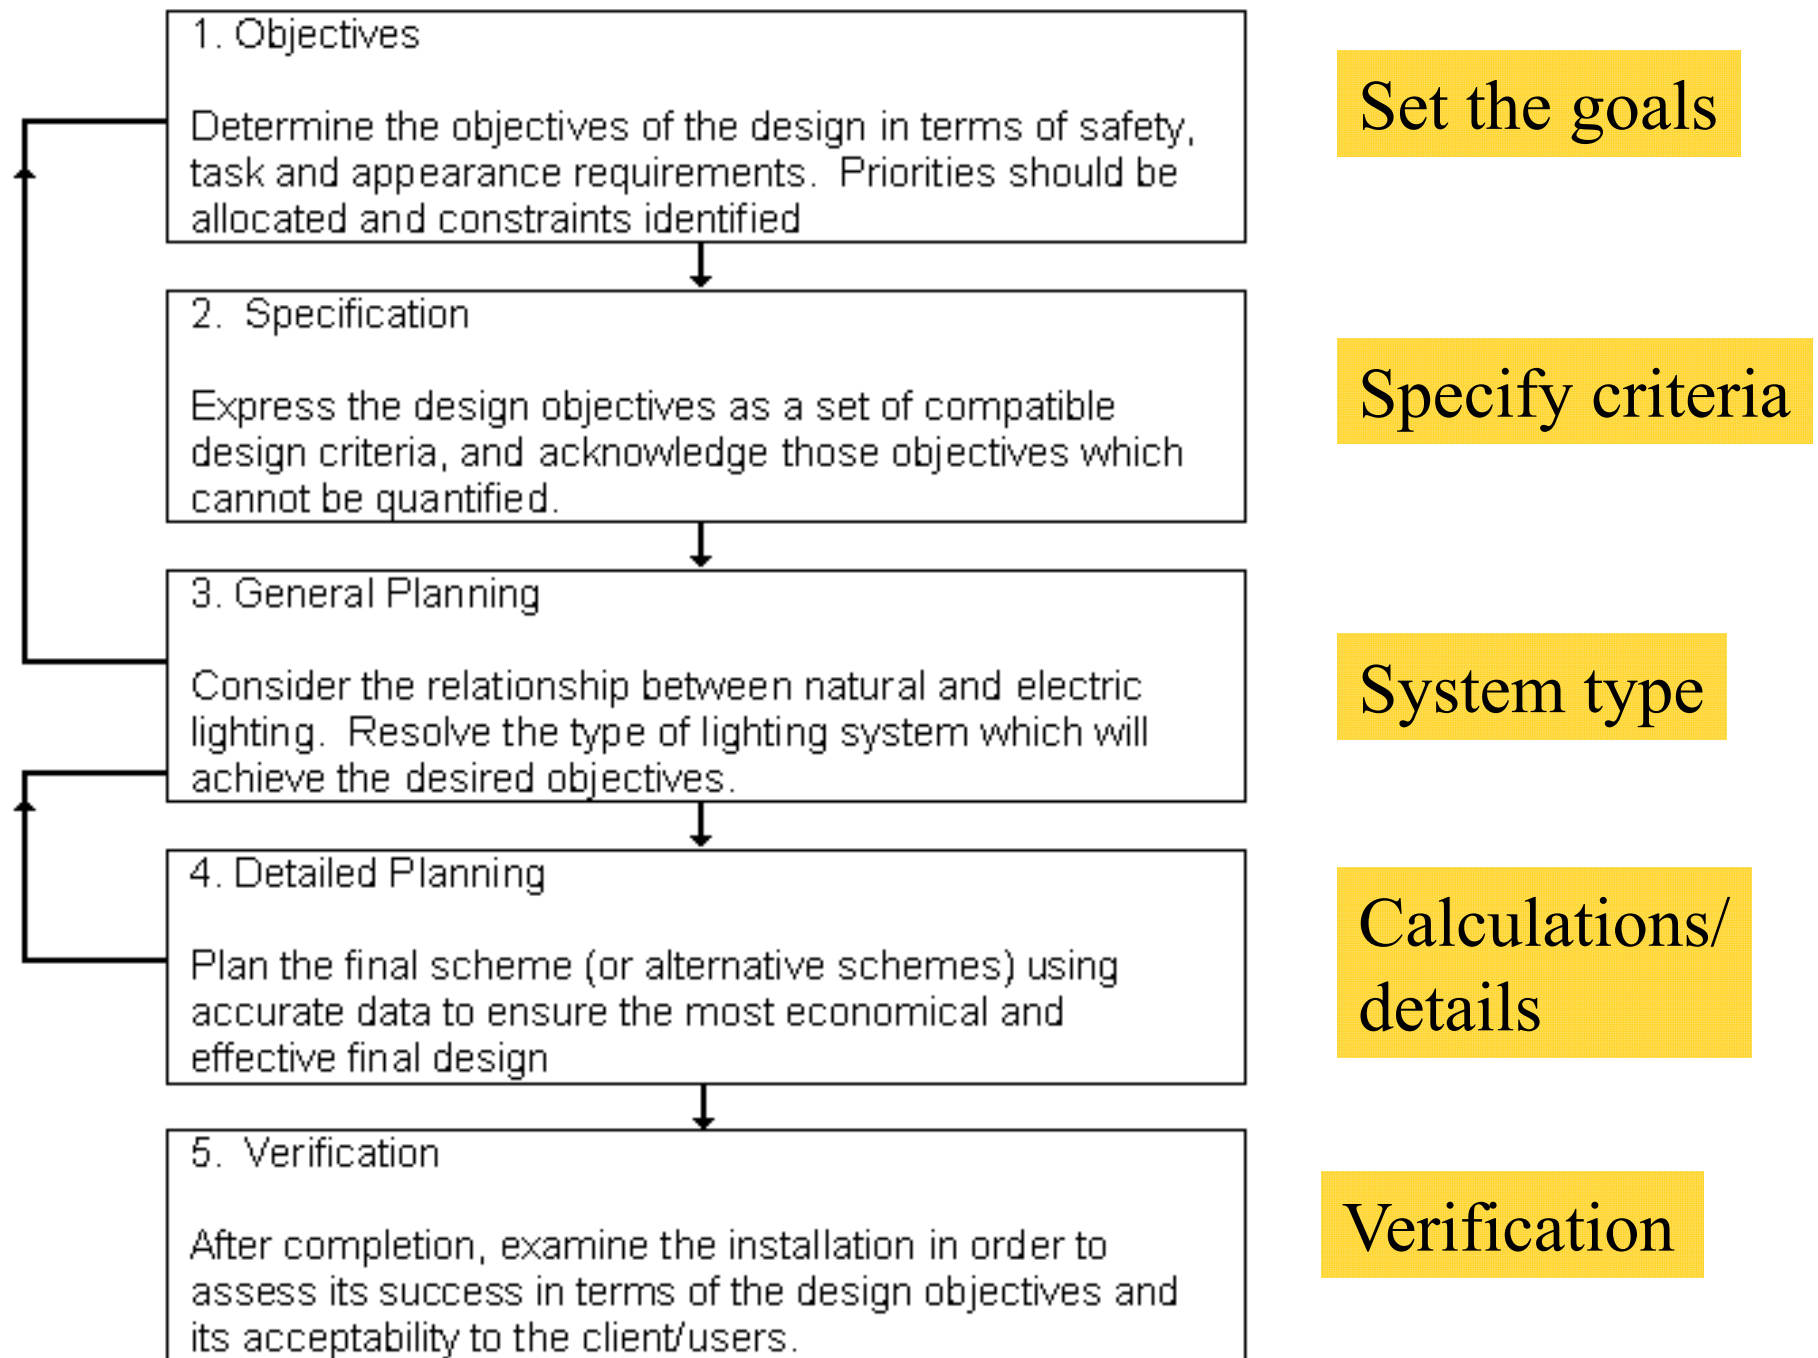 1. Objectives
Determine the objectives of the design in terms of safety,
task and appearance requirements.  Priorities should be
allocated and constraints identified
Set the goals
2.  Specification
Express the design objectives as a set of compatible
design criteria, and acknowledge those objectives which
cannot be quantified.
Specify criteria
3. General Planning
Consider the relationship between natural and electric
lighting.  Resolve the type of lighting system which will
achieve the desired objectives.
System type
4. Detailed Planning
Plan the final scheme (or alternative schemes) using
accurate data to ensure the most economical and
effective final design
Calculations/
details
5.  Verification
After completion, examine the installation in order to
assess its success in terms of the design objectives and
its acceptability to the client/users.
Verification